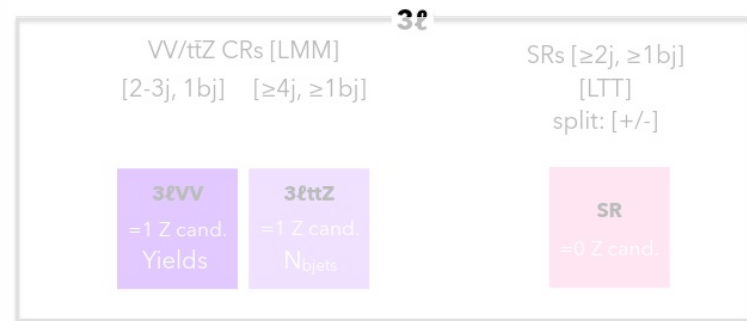 3ℓ
VV/tt̄Z CRs [LMM]
[2-3j, 1bj] [≥4j, ≥1bj]
SRs [≥2j, ≥1bj]
[LTT]
split: [+/-]
3ℓVV
=1 Z cand.
Yields
3ℓttZ
=1 Z cand.
Nbjets
SR
=0 Z cand.